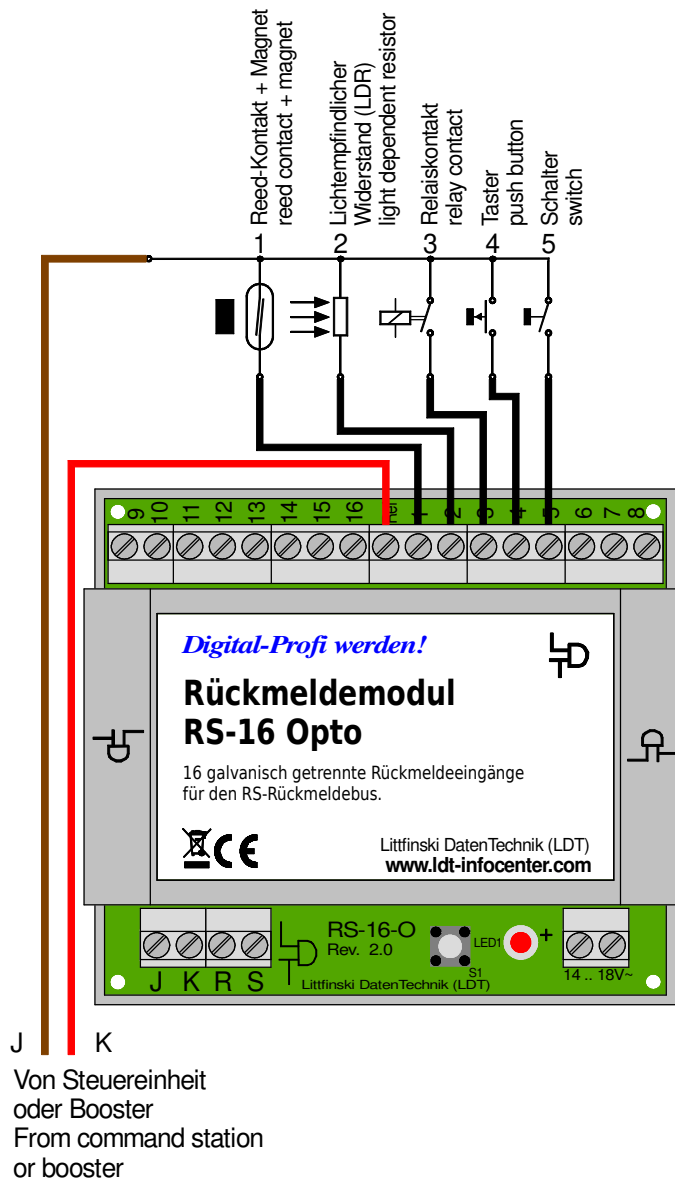 Reed-Kontakt + Magnet
reed contact + magnet
Lichtempfindlicher
Widerstand (LDR)
light dependent resistor
Relaiskontakt
relay contact
Taster
push button
Schalter
switch
1 2 3 4 5
9 10 11 12 13 14 15 16 Ref 1 2 3 4 5 6 7 8
Digital-Profi werden!
Rückmeldemodul
RS-16 Opto
16 galvanisch getrennte Rückmeldeeingänge
für den RS-Rückmeldebus.
CE
Littfinski DatenTechnik (LDT)
www.ldt-infocenter.com
RS-16-O
Rev. 2.0
LED1
+
S1
14 .. 18V~
J K R S
Littfinski DatenTechnik (LDT)
J K
Von Steuereinheit
oder Booster
From command station
or booster